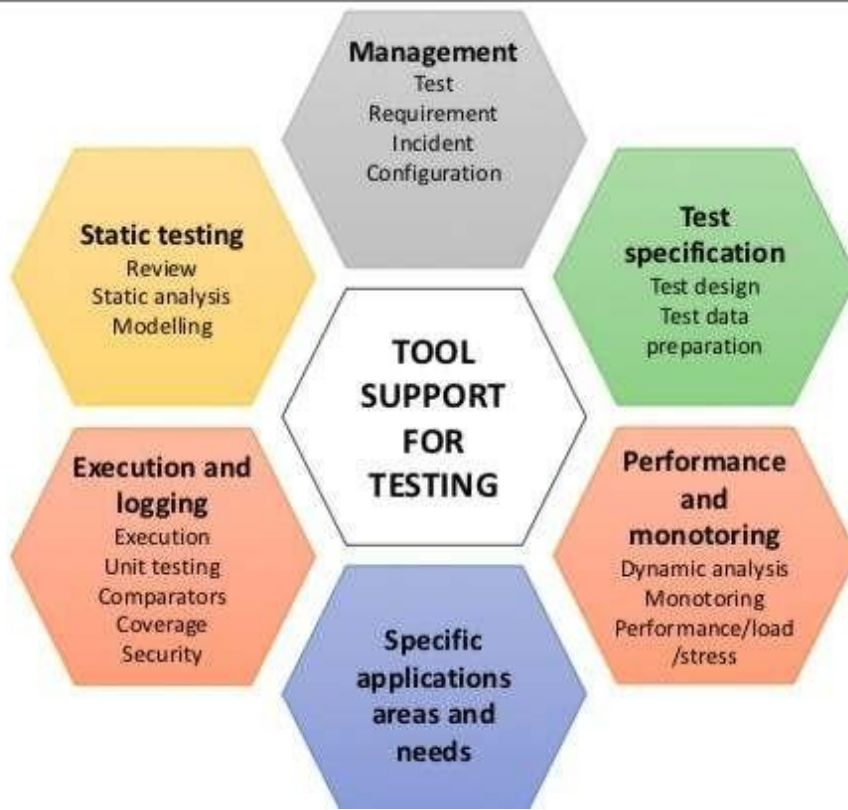 Management
Test
Requirement
Incident
Configuration
Static testing
Review
Static analysis
Modelling
Test
specification
Test design
Test data
preparation
TOOL
SUPPORT
FOR
TESTING
Execution and
logging
Execution
Unit testing
Comparators
Coverage
Security
Performance
and
monotoring
Dynamic analysis
Monotoring
Performance/load
/stress
Specific
applications
areas and
needs